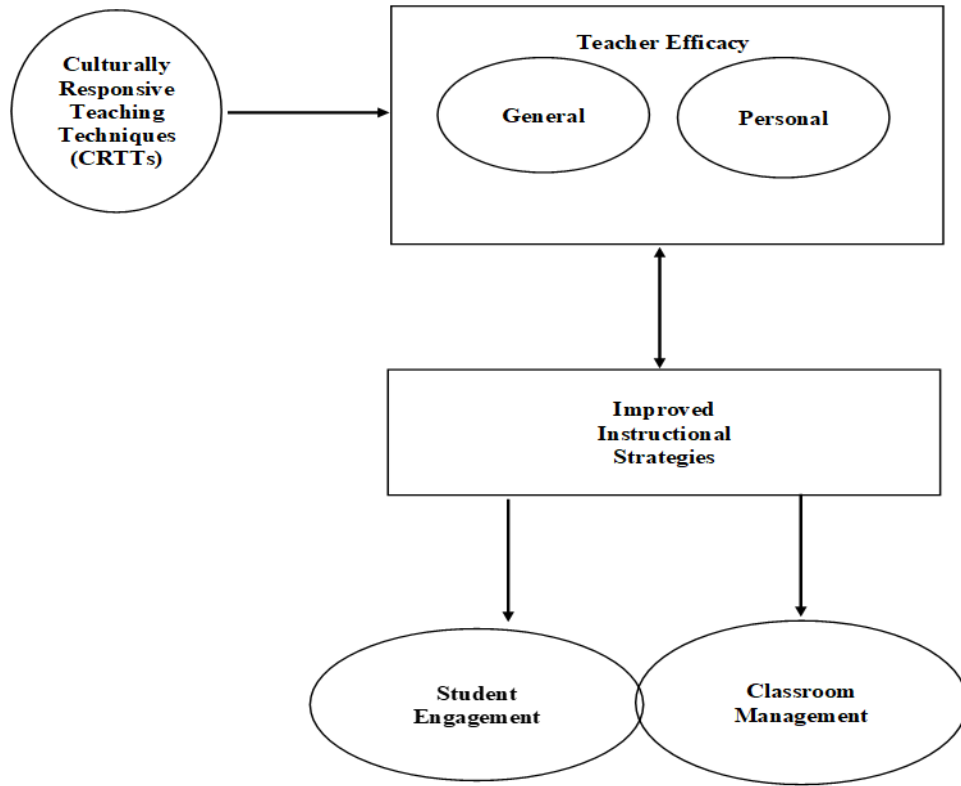 Culturally
Responsive
Teaching
Techniques
(CRTTs)
Teacher Efficacy
General
Personal
Improved
Instructional
Strategies
Student
Engagement
Classroom
Management